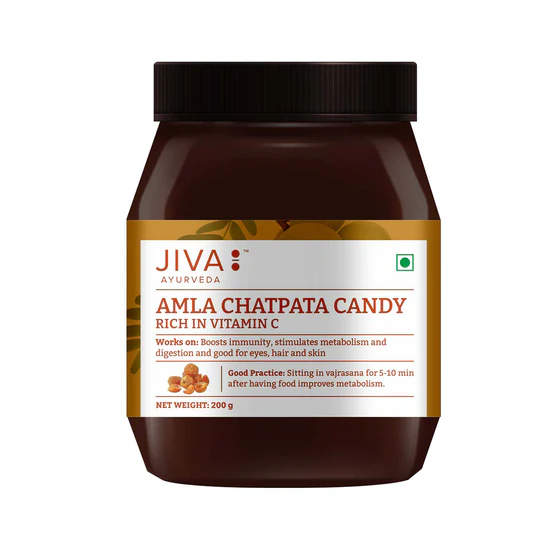 JIVA
™
AYURVEDA
AMLA CHATPATA CANDY
RICH IN VITAMIN C
Works on: Boosts immunity, stimulates metabolism and
digestion and good for eyes, hair and skin
Good Practice: Sitting in vajrasana for 5-10 min
after having food improves metabolism.
NET WEIGHT: 200 g